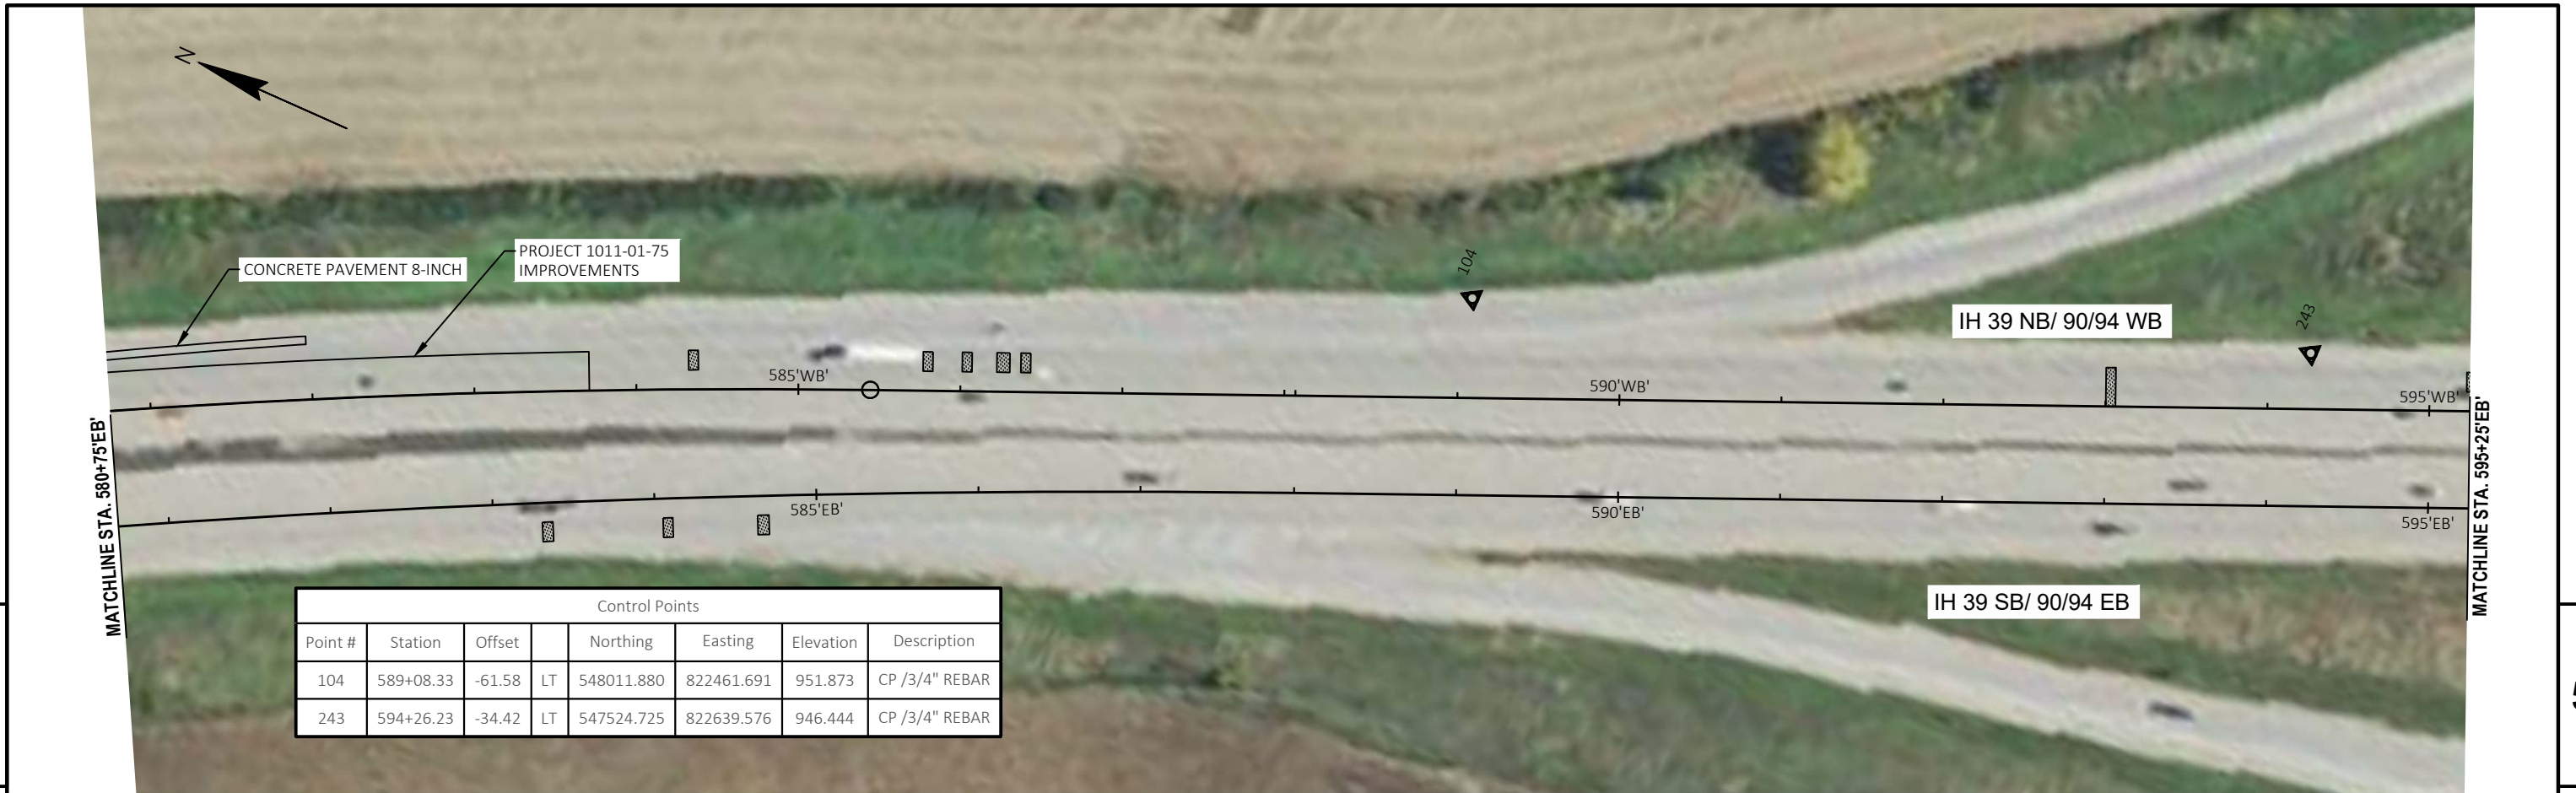 N
PROJECT 1011-01-75
IMPROVEMENTS
CONCRETE PAVEMENT 8-INCH
104
243
IH 39 NB/ 90/94 WB
585'WB'
590'WB'
595'WB'
MATCHLINE STA. 580+75'EB'
MATCHLINE STA. 595+25'EB'
585'EB'
590'EB'
595'EB'
IH 39 SB/ 90/94 EB
Control Points
Point # Station Offset Northing Easting Elevation Description
104 589+08.33 -61.58 LT 548011.880 822461.691 951.873 CP /3/4" REBAR
243 594+26.23 -34.42 LT 547524.725 822639.576 946.444 CP /3/4" REBAR